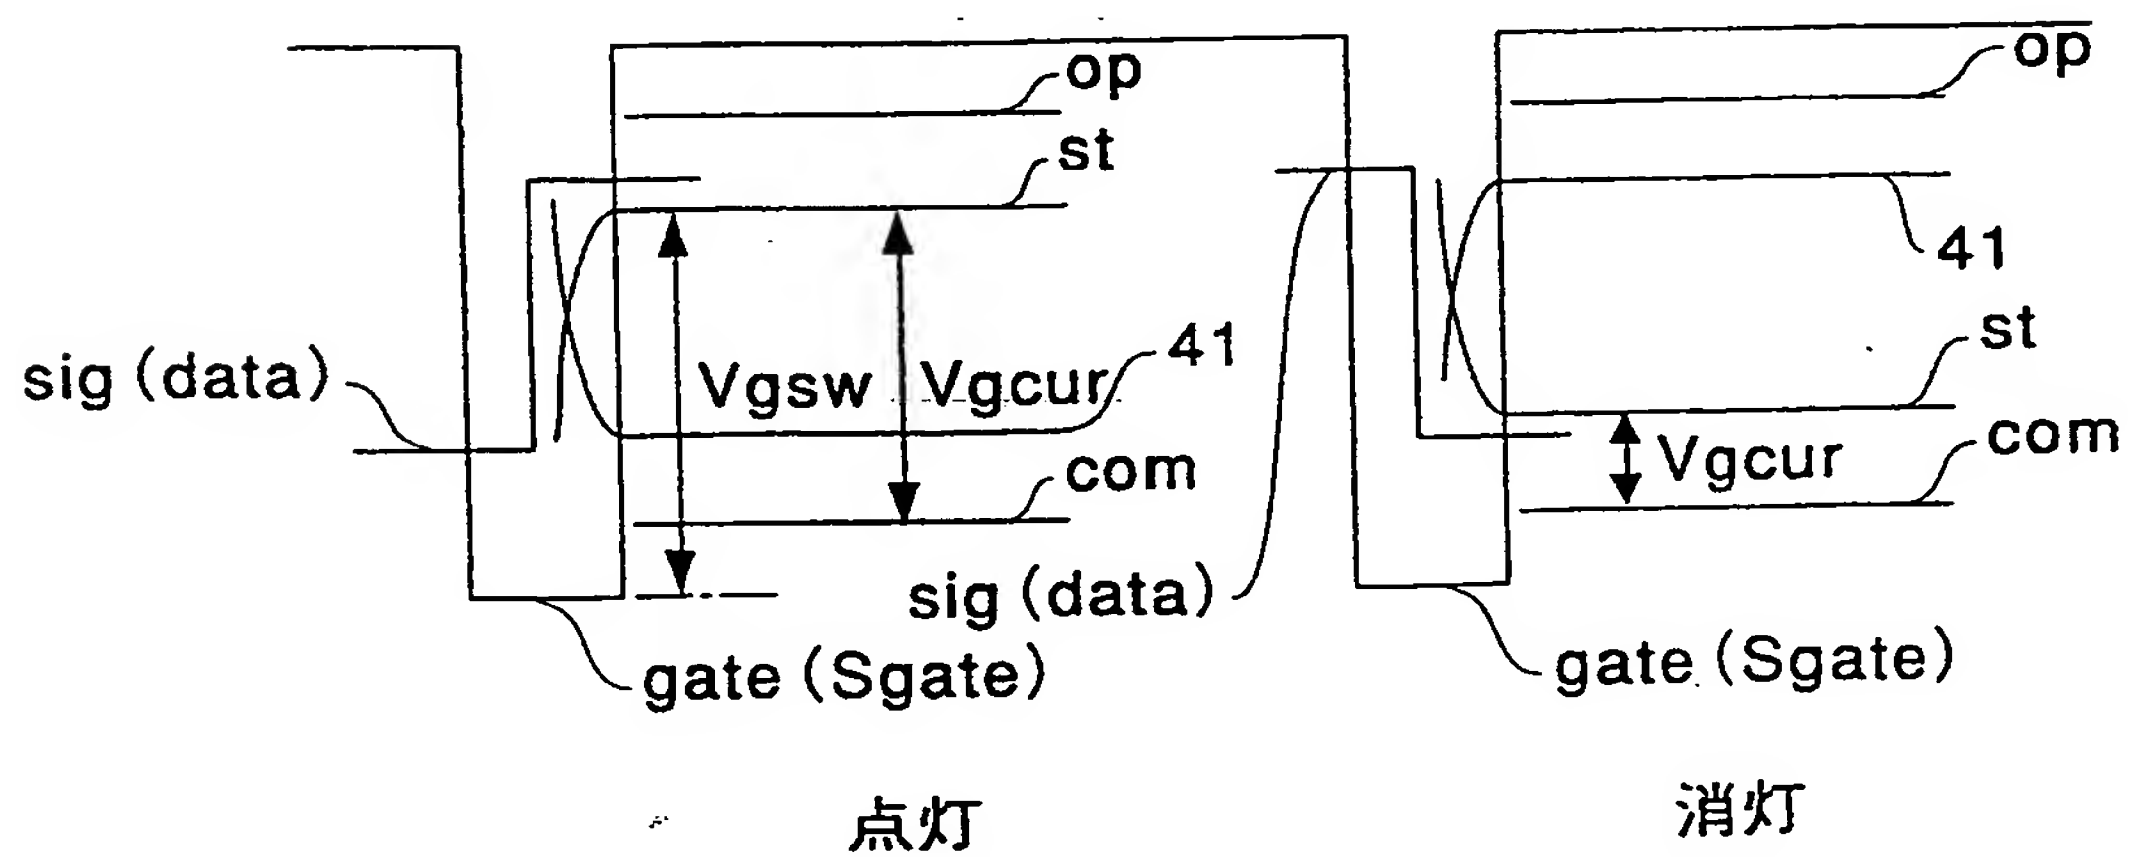 op
st
41
sig (data)
Vgsw
Vgcur
com
gate (Sgate)
点灯
op
41
st
Vgcur
com
sig (data)
gate (Sgate)
消灯